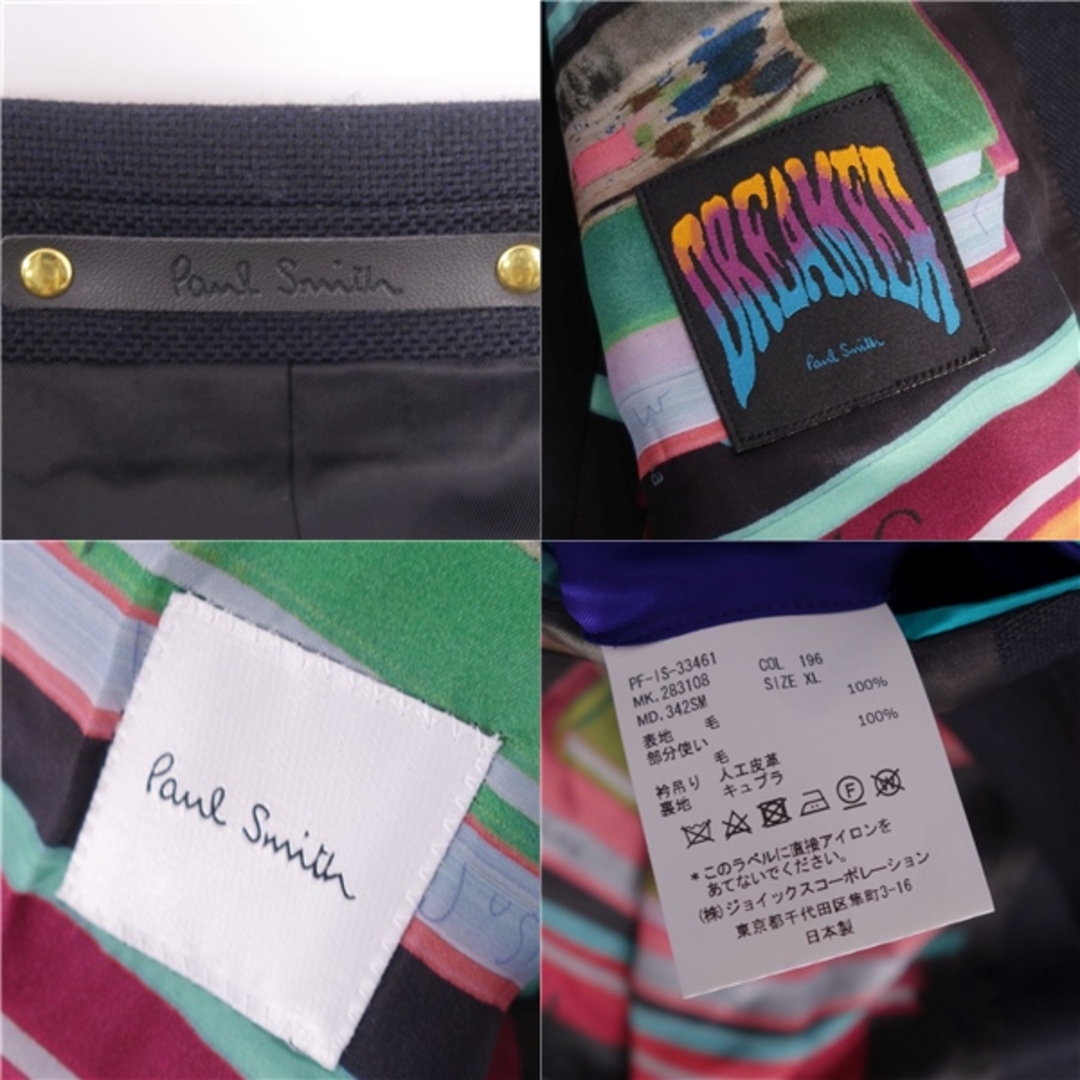 Paul Smith
DREAMER
Paul Smith
Paul Smith
PF-IS-33461 COL 196
MK.283108 SIZE XL
MD.342SM
表地 毛 100%
部分使い
毛 100%
衿吊り 人工皮革
裏地 キュプラ
F W
*このラベルに直接アイロンを
あてないでください。
(株)ジョイックスコーポレーション
東京都千代田区隼町3-16
日本製